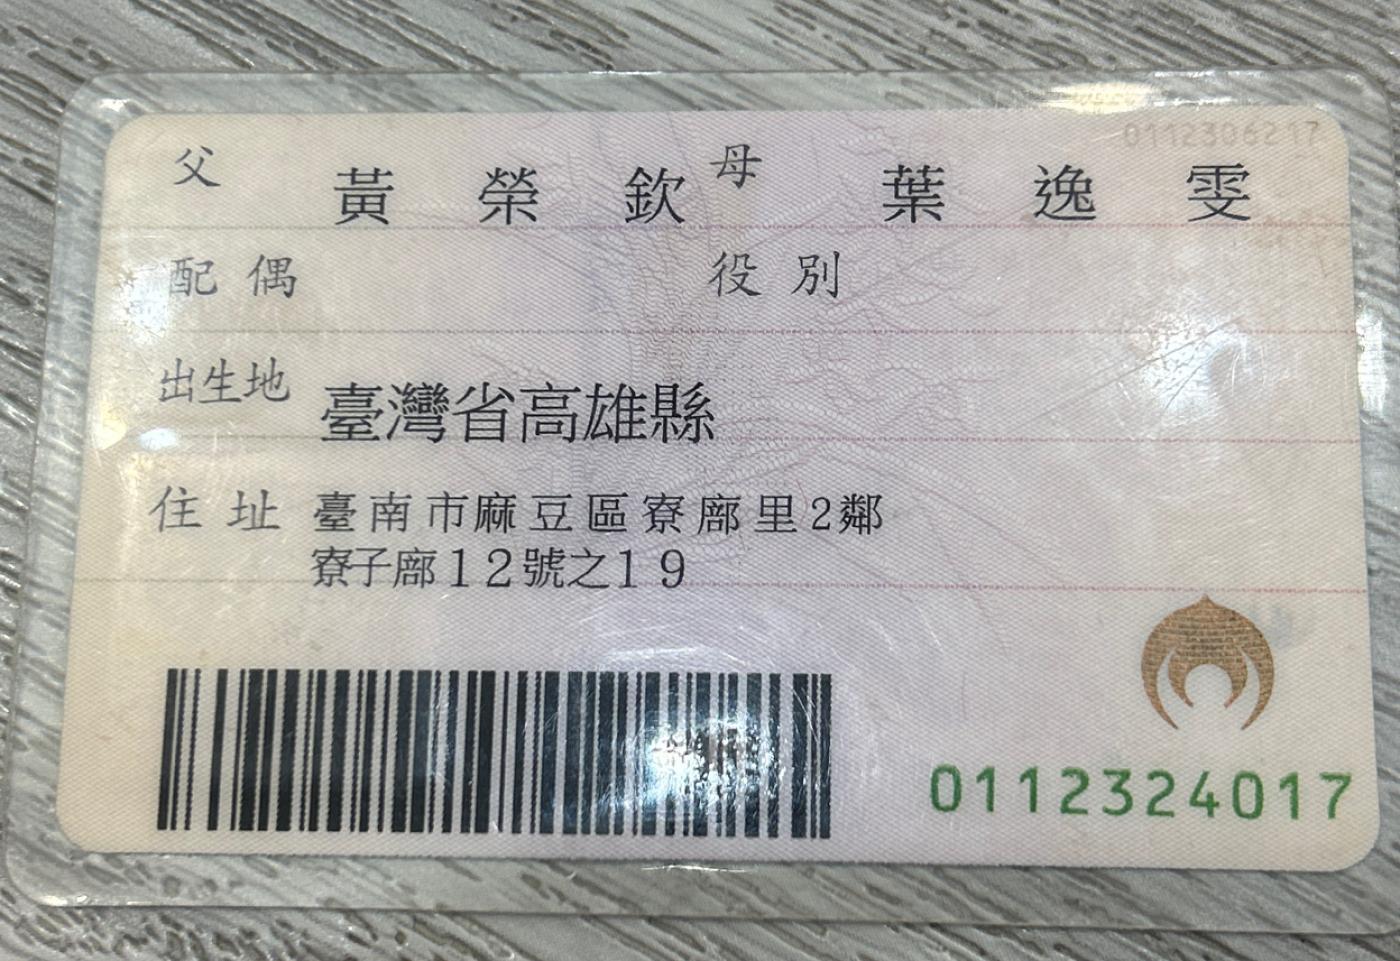 0112306217
父 黃榮欽 母 葉逸雯
配偶 役別
出生地 臺灣省高雄縣
住址 臺南市麻豆區寮廍里2鄰
寮子廍12號之19
0112324017